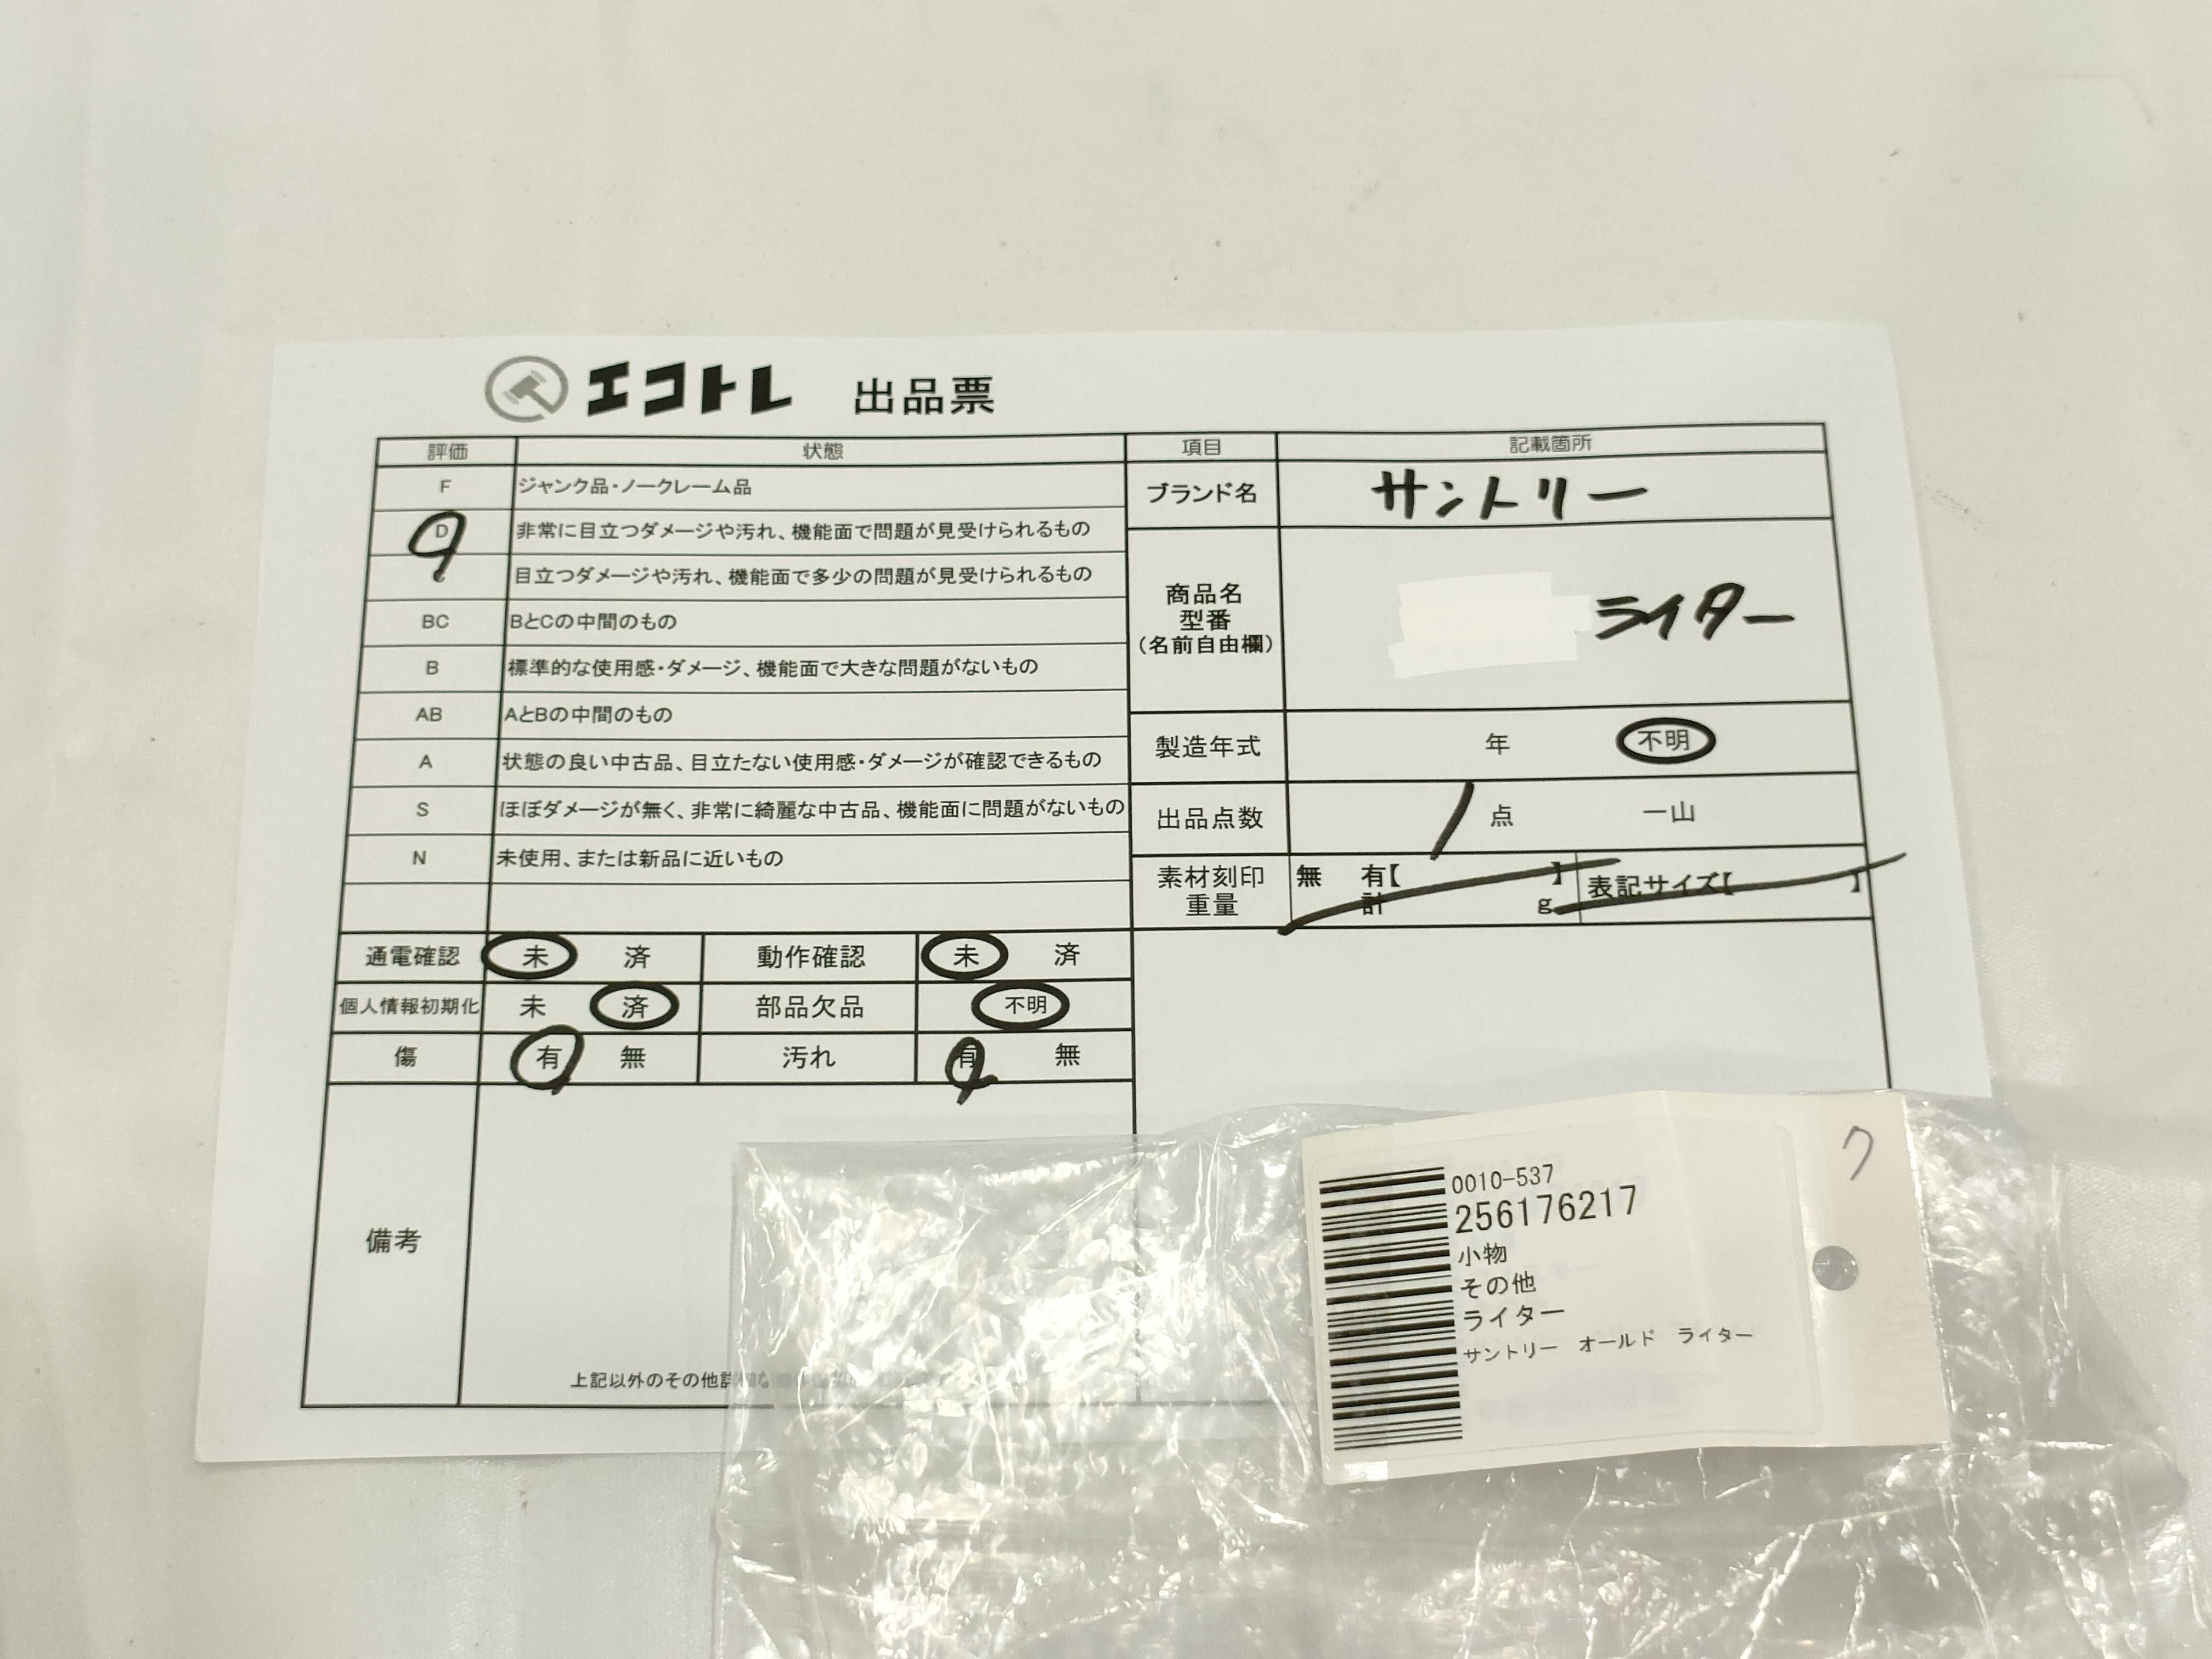 エコトレ 出品票
評価 状態 項目 記載箇所
F ジャンク品・ノークレーム品
D 非常に目立つダメージや汚れ、機能面で問題が見受けられるもの
目立つダメージや汚れ、機能面で多少の問題が見受けられるもの
BC BとCの中間のもの
B 標準的な使用感・ダメージ、機能面で大きな問題がないもの
AB AとBの中間のもの
A 状態の良い中古品、目立たない使用感・ダメージが確認できるもの
S ほぼダメージが無く、非常に綺麗な中古品、機能面に問題がないもの
N 未使用、または新品に近いもの
ブランド名 サントリー
商品名
型番
(名前自由欄)
ライター
製造年式 年 不明
出品点数 1 点 一山
素材刻印 無 有【 】 表記サイズ【 】
重量 計 g
通電確認 未 済 動作確認 未 済
個人情報初期化 未 済 部品欠品 不明
傷 有 無 汚れ 有 無
備考
上記以外のその他詳細な
0010-537
256176217
小物
その他
ライター
サントリー オールド ライター
ク